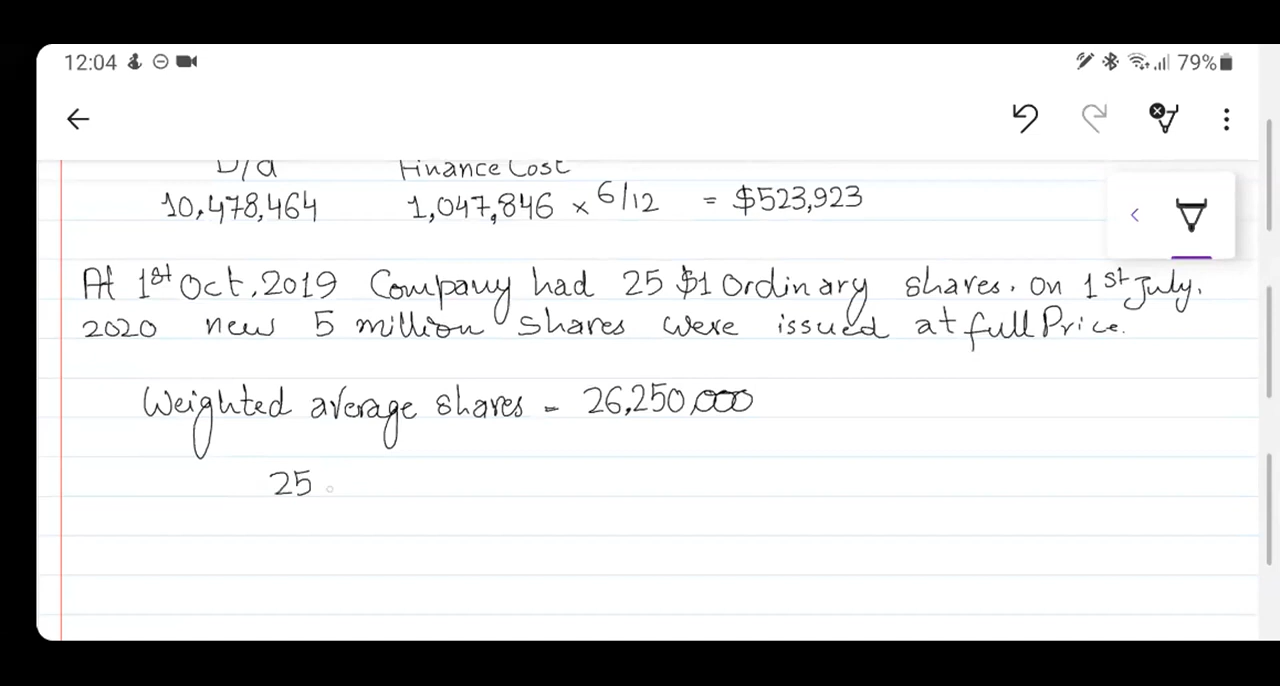 12:04 79%
D/a Finance Cost
10,478,464 1,047,846 × 6/12 = $523,923
At 1st Oct, 2019 Company had 25 $1 Ordinary shares. On 1st July,
2020 new 5 million shares were issued at full Price.
Weighted average shares = 26,250,000
25